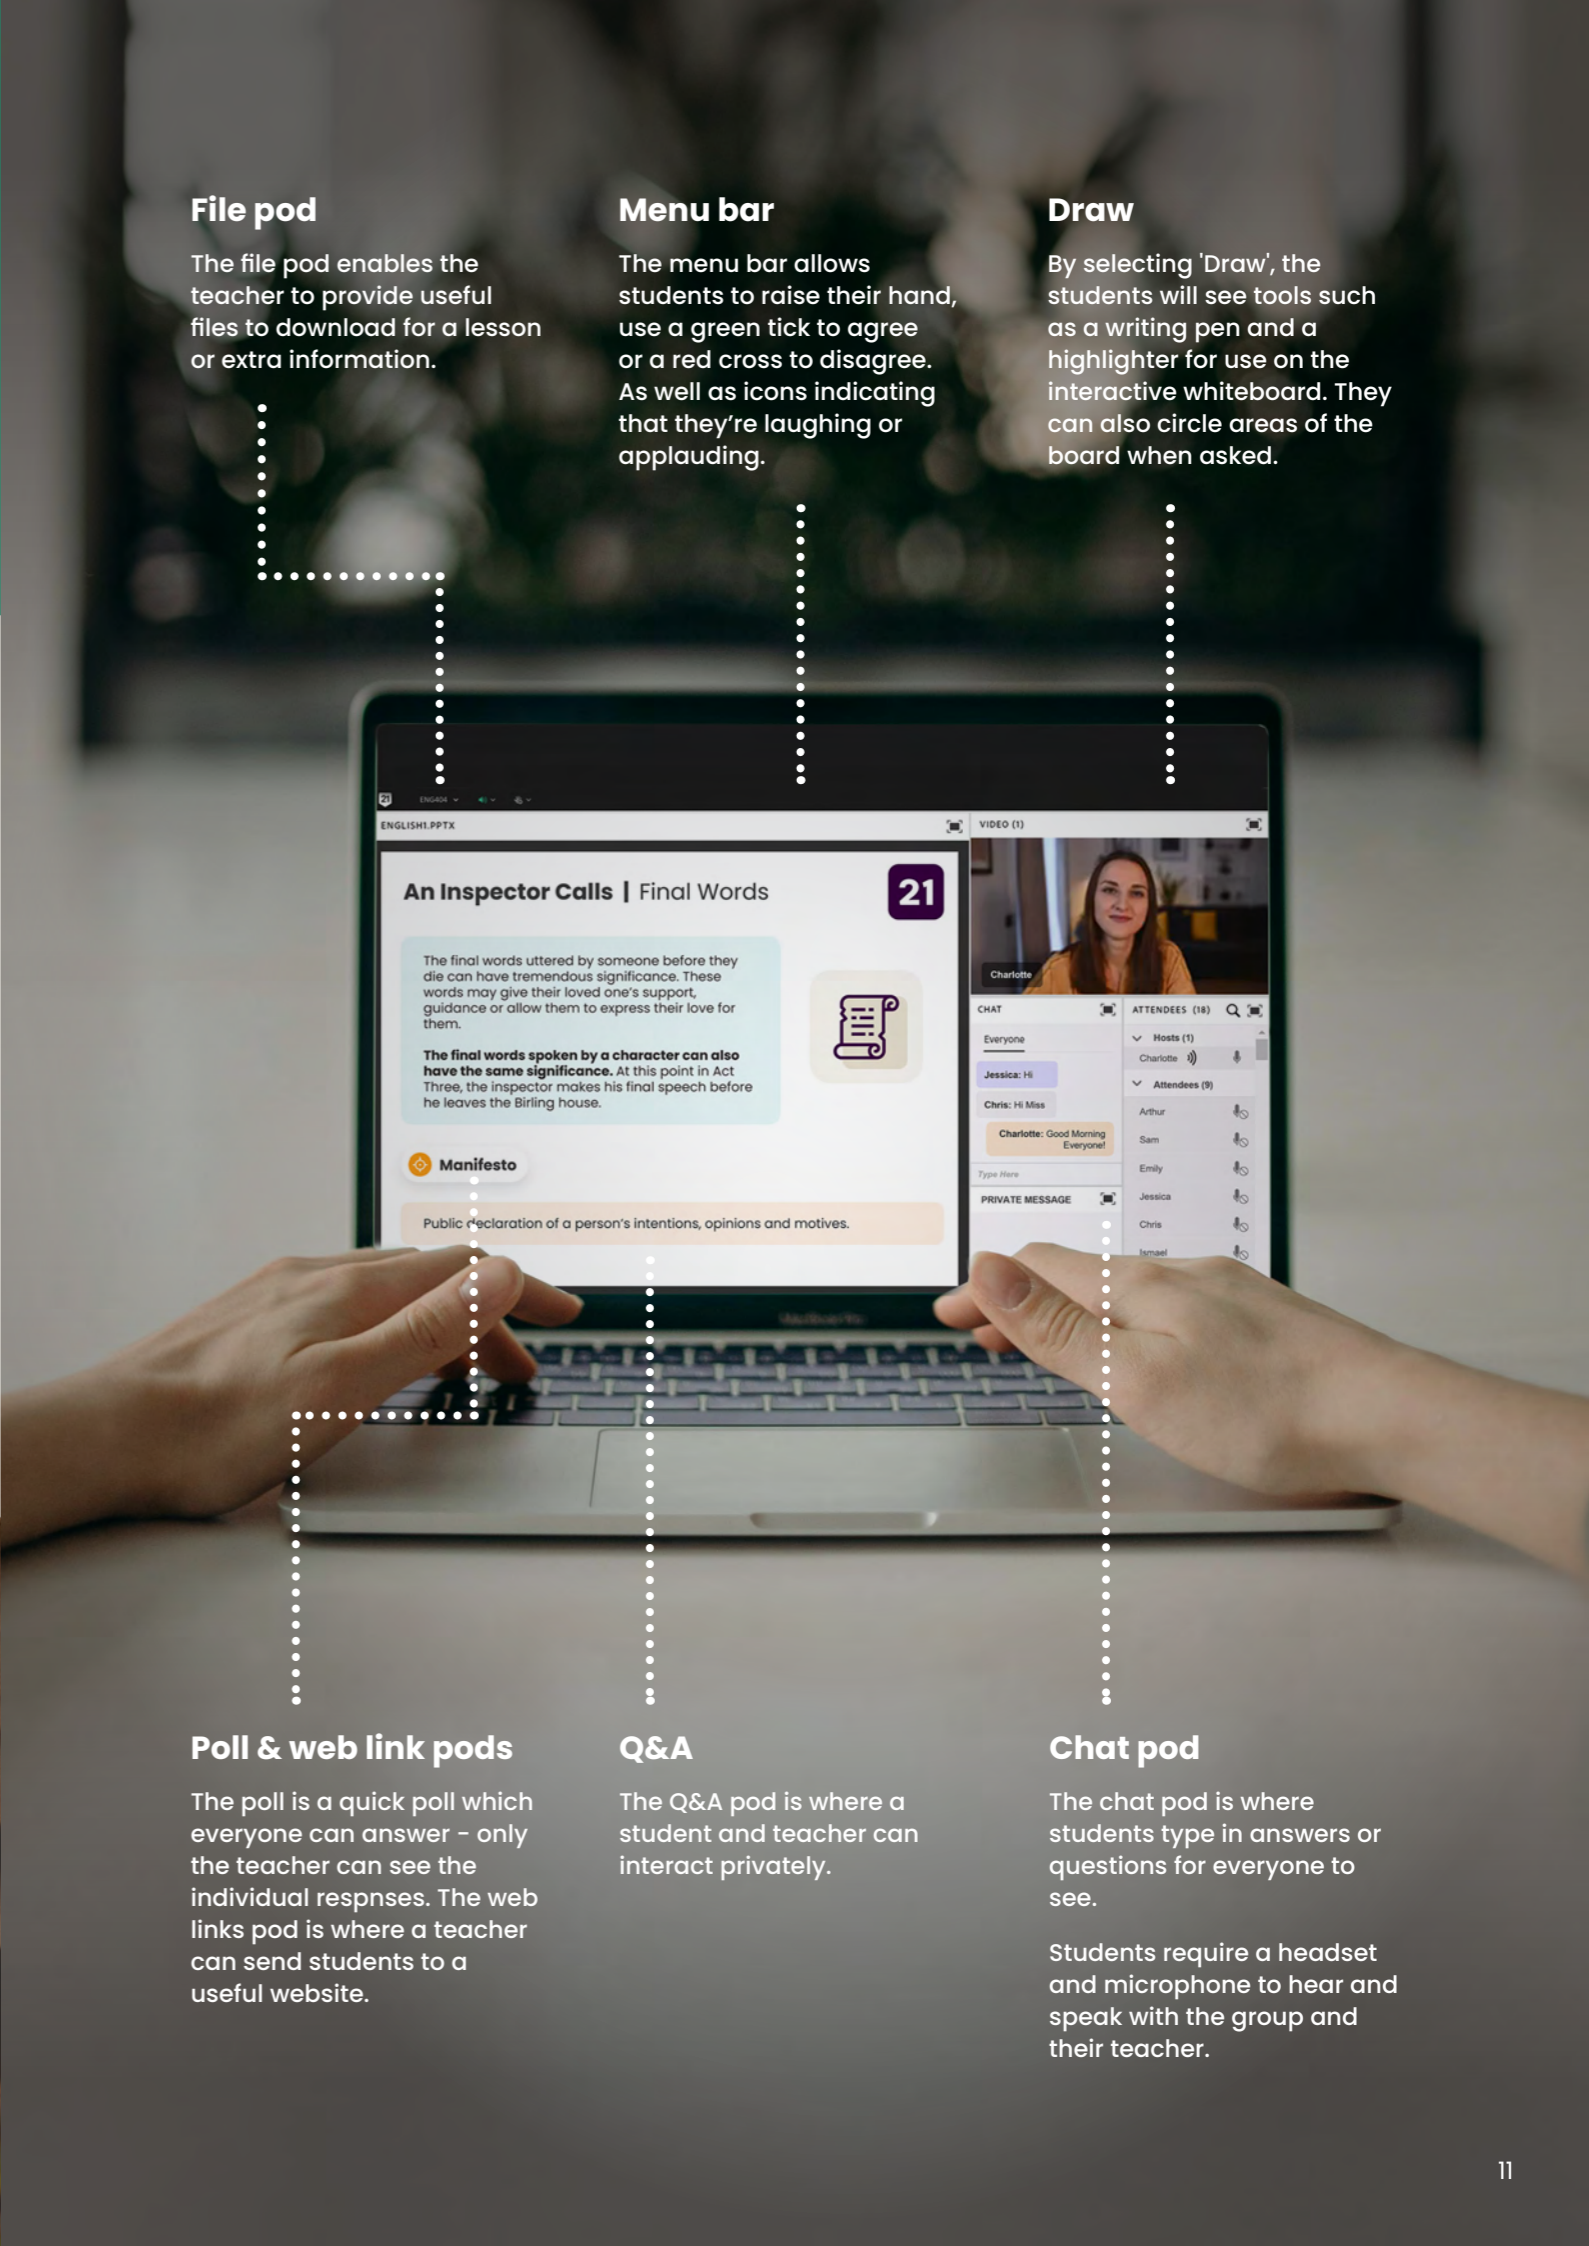 File pod
The file pod enables the
teacher to provide useful
files to download for a lesson
or extra information.
Menu bar
The menu bar allows
students to raise their hand,
use a green tick to agree
or a red cross to disagree.
As well as icons indicating
that they’re laughing or
applauding.
Draw
By selecting 'Draw', the
students will see tools such
as a writing pen and a
highlighter for use on the
interactive whiteboard. They
can also circle areas of the
board when asked.
21
ENG404
ENGLISH1.PPTX
An Inspector Calls | Final Words
21
The final words uttered by someone before they
die can have tremendous significance. These
words may give their loved one's support,
guidance or allow them to express their love for
them.
The final words spoken by a character can also
have the same significance. At this point in Act
Three, the inspector makes his final speech before
he leaves the Birling house.
Manifesto
Public declaration of a person's intentions, opinions and motives.
VIDEO (1)
Charlotte
CHAT
Everyone
Jessica: Hi
Chris: Hi Miss
Charlotte: Good Morning
Everyone!
Type Here
PRIVATE MESSAGE
ATTENDEES (18)
Hosts (1)
Charlotte
Attendees (9)
Arthur
Sam
Emily
Jessica
Chris
Ismael
MacBook Pro
Poll & web link pods
The poll is a quick poll which
everyone can answer - only
the teacher can see the
individual respnses. The web
links pod is where a teacher
can send students to a
useful website.
Q&A
The Q&A pod is where a
student and teacher can
interact privately.
Chat pod
The chat pod is where
students type in answers or
questions for everyone to
see.
Students require a headset
and microphone to hear and
speak with the group and
their teacher.
11